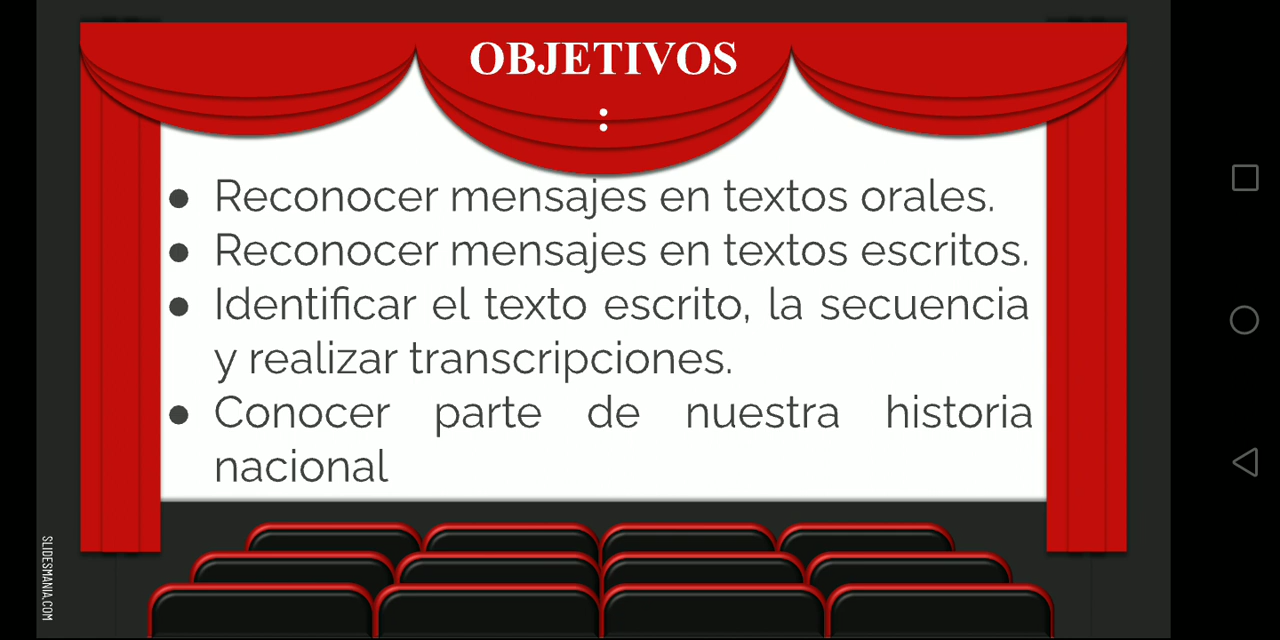 OBJETIVOS
:
● Reconocer mensajes en textos orales.
● Reconocer mensajes en textos escritos.
● Identificar el texto escrito, la secuencia
y realizar transcripciones.
● Conocer parte de nuestra historia
nacional
SLIDESMANIA.COM